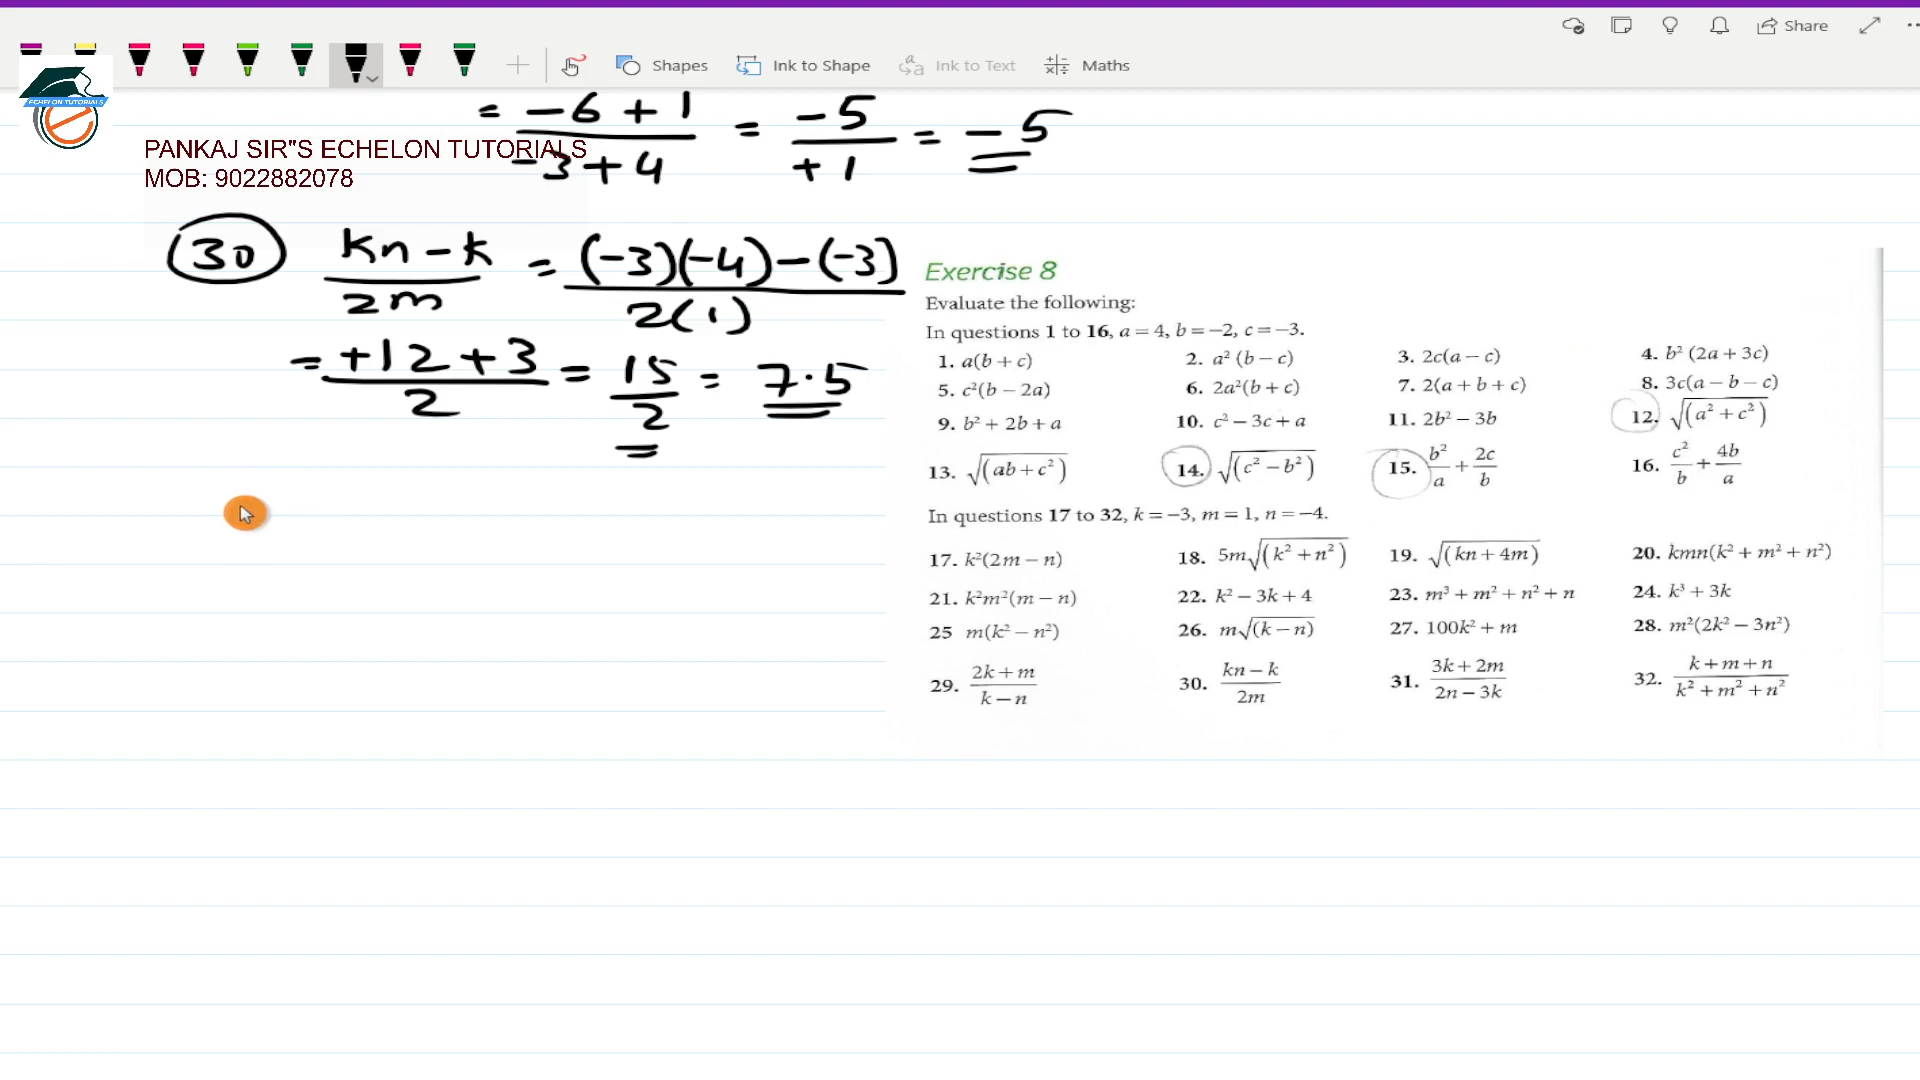 Share
Shapes
Ink to Shape
Ink to Text
Maths
ECHELON TUTORIALS
= -6 + 1 / -3 + 4 = -5 / +1 = -5
PANKAJ SIR"S ECHELON TUTORIALS
MOB: 9022882078
30 kn - k / 2m = (-3)(-4) - (-3) / 2(1)
= +12 + 3 / 2 = 15 / 2 = 7.5
Exercise 8
Evaluate the following:
In questions 1 to 16, a = 4, b = −2, c = −3.
1. a(b + c) 2. a² (b − c) 3. 2c(a − c) 4. b² (2a + 3c)
5. c²(b − 2a) 6. 2a²(b + c) 7. 2(a + b + c) 8. 3c(a − b − c)
9. b² + 2b + a 10. c² − 3c + a 11. 2b² − 3b 12. √(a² + c²)
13. √(ab + c²) 14. √(c² − b²) 15. b²/a + 2c/b 16. c²/b + 4b/a
In questions 17 to 32, k = −3, m = 1, n = −4.
17. k²(2m − n) 18. 5m√(k² + n²) 19. √(kn + 4m) 20. kmn(k² + m² + n²)
21. k²m²(m − n) 22. k² − 3k + 4 23. m³ + m² + n² + n 24. k³ + 3k
25 m(k² − n²) 26. m√(k − n) 27. 100k² + m 28. m²(2k² − 3n²)
29. 2k + m / k − n 30. kn − k / 2m 31. 3k + 2m / 2n − 3k 32. k + m + n / k² + m² + n²